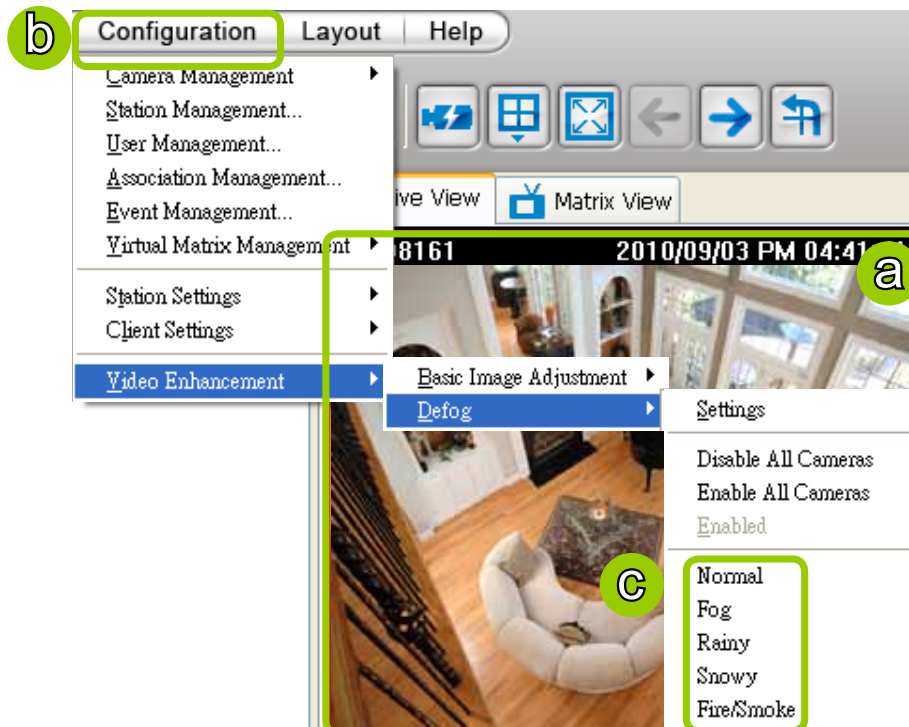 b
Configuration Layout Help
Camera Management
Station Management...
User Management...
Association Management...
Event Management...
Virtual Matrix Management
Station Settings
Client Settings
Video Enhancement
View
Matrix View
8161 2010/09/03 PM 04:41
a
Basic Image Adjustment
Defog
Settings
Disable All Cameras
Enable All Cameras
Enabled
c
Normal
Fog
Rainy
Snowy
Fire/Smoke